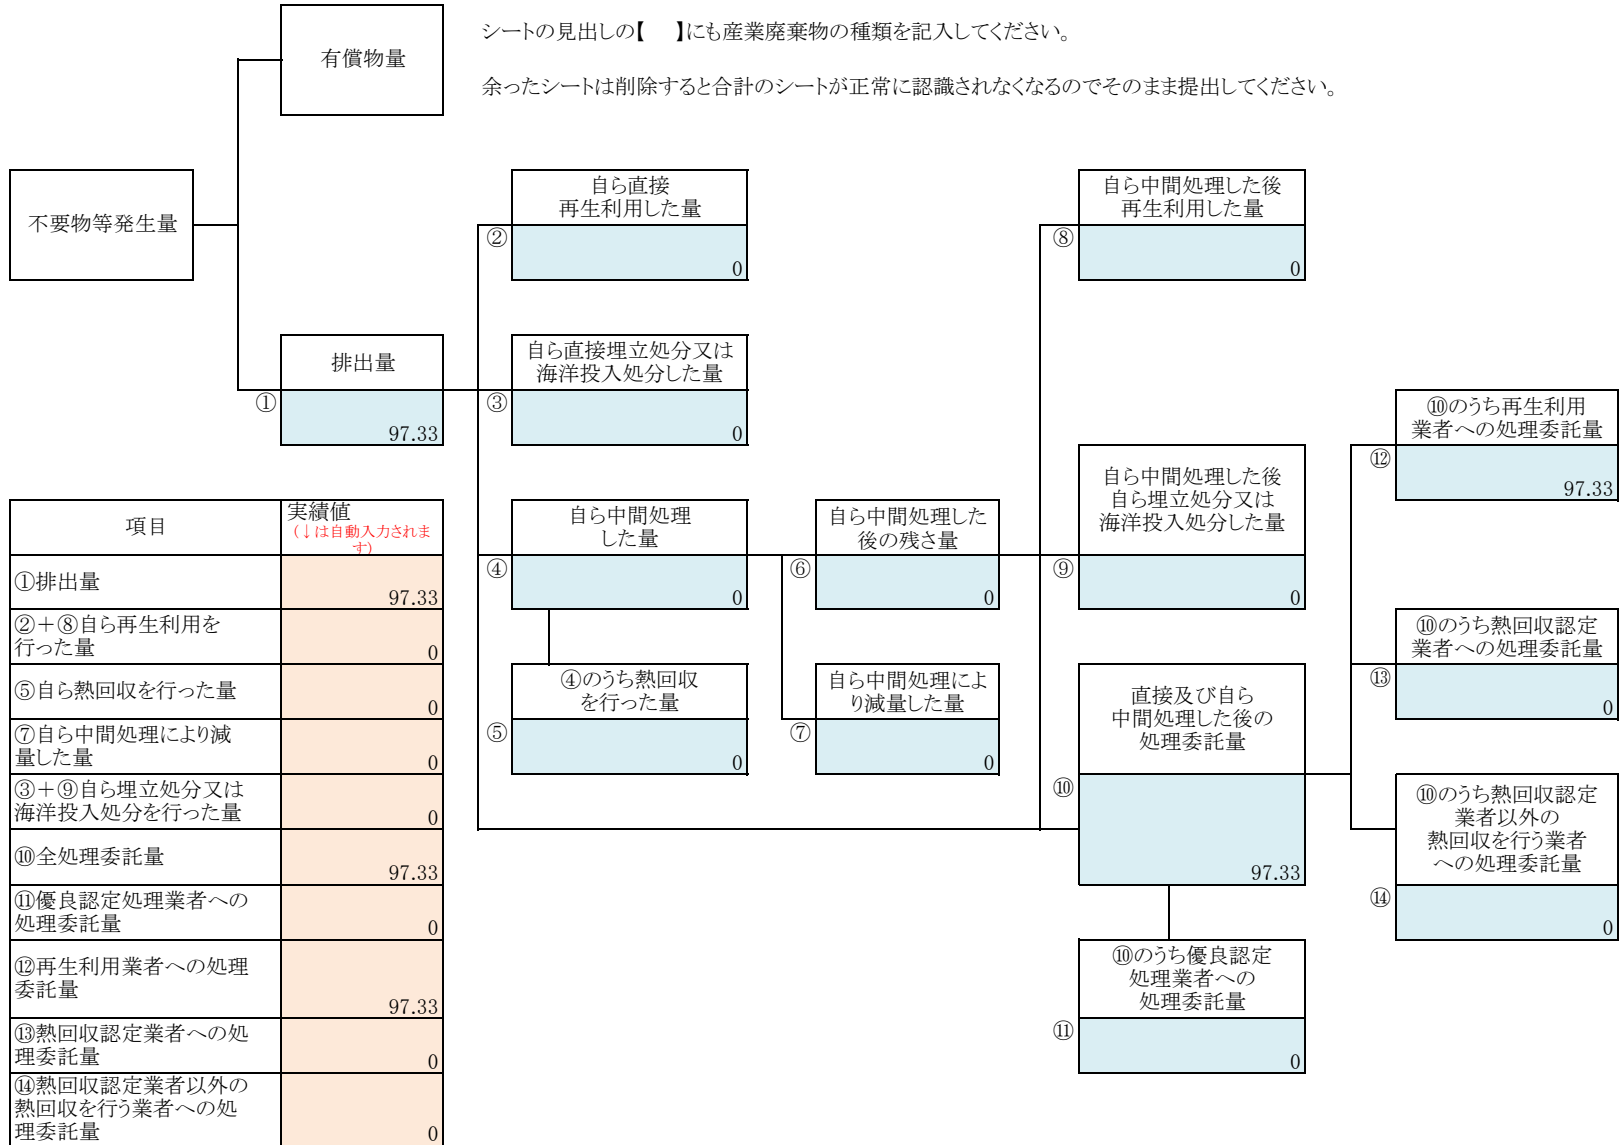 シートの見出しの【　】にも産業廃棄物の種類を記入してください。
有償物量
余ったシートは削除すると合計のシートが正常に認識されなくなるのでそのまま提出してください。
不要物等発生量
自ら直接
再生利用した量
②
0
自ら中間処理した後
再生利用した量
⑧
0
排出量
①
97.33
自ら直接埋立処分又は
海洋投入処分した量
③
0
⑩のうち再生利用
業者への処理委託量
⑫
97.33
自ら中間処理
した量
④
0
自ら中間処理した
後の残さ量
⑥
0
自ら中間処理した後
自ら埋立処分又は
海洋投入処分した量
⑨
0
⑩のうち熱回収認定
業者への処理委託量
⑬
0
④のうち熱回収
を行った量
⑤
0
自ら中間処理によ
り減量した量
⑦
0
直接及び自ら
中間処理した後の
処理委託量
⑩
97.33
⑩のうち熱回収認定
業者以外の
熱回収を行う業者
への処理委託量
⑭
0
⑩のうち優良認定
処理業者への
処理委託量
⑪
0
項目
実績値
（↓は自動入力されま
す）
①排出量
97.33
②＋⑧自ら再生利用を
行った量
0
⑤自ら熱回収を行った量
0
⑦自ら中間処理により減
量した量
0
③＋⑨自ら埋立処分又は
海洋投入処分を行った量
0
⑩全処理委託量
97.33
⑪優良認定処理業者への
処理委託量
0
⑫再生利用業者への処理
委託量
97.33
⑬熱回収認定業者への処
理委託量
0
⑭熱回収認定業者以外の
熱回収を行う業者への処
理委託量
0